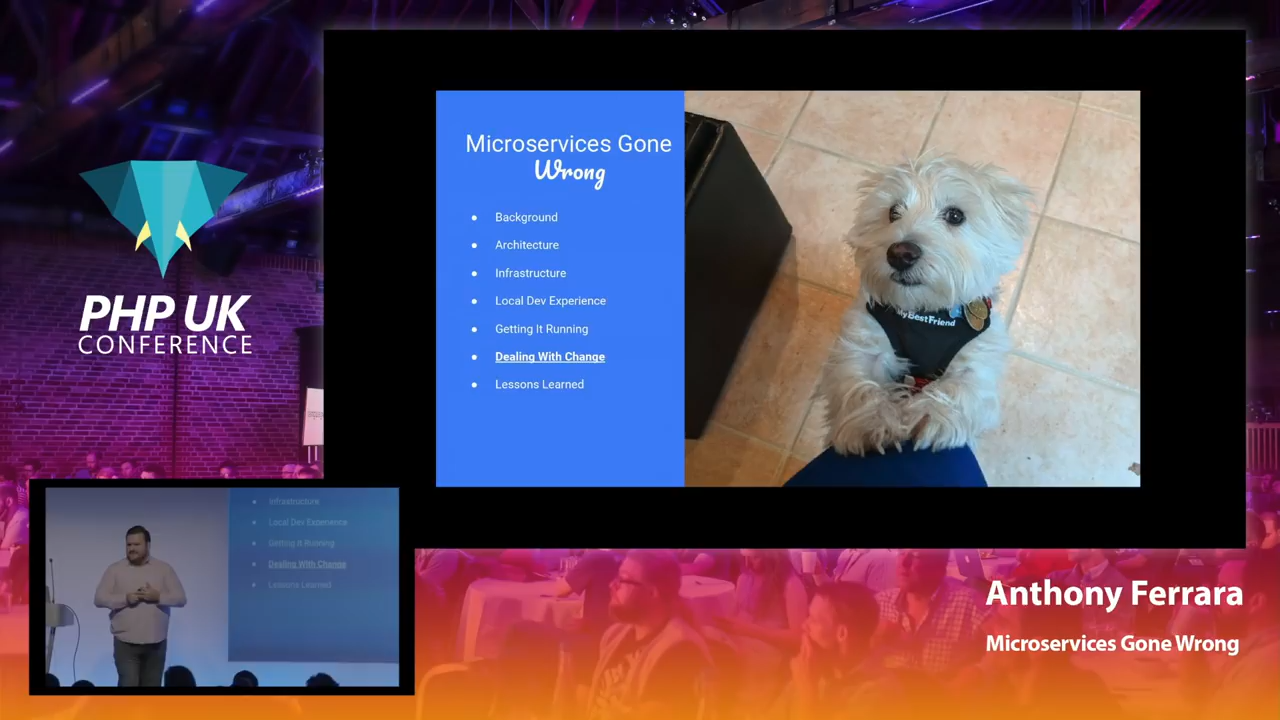 PHP UK
CONFERENCE
Microservices Gone
Wrong
Background
Architecture
Infrastructure
Local Dev Experience
Getting It Running
Dealing With Change
Lessons Learned
My Best Friend
Infrastructure
Local Dev Experience
Getting It Running
Dealing With Change
Lessons Learned
Anthony Ferrara
Microservices Gone Wrong